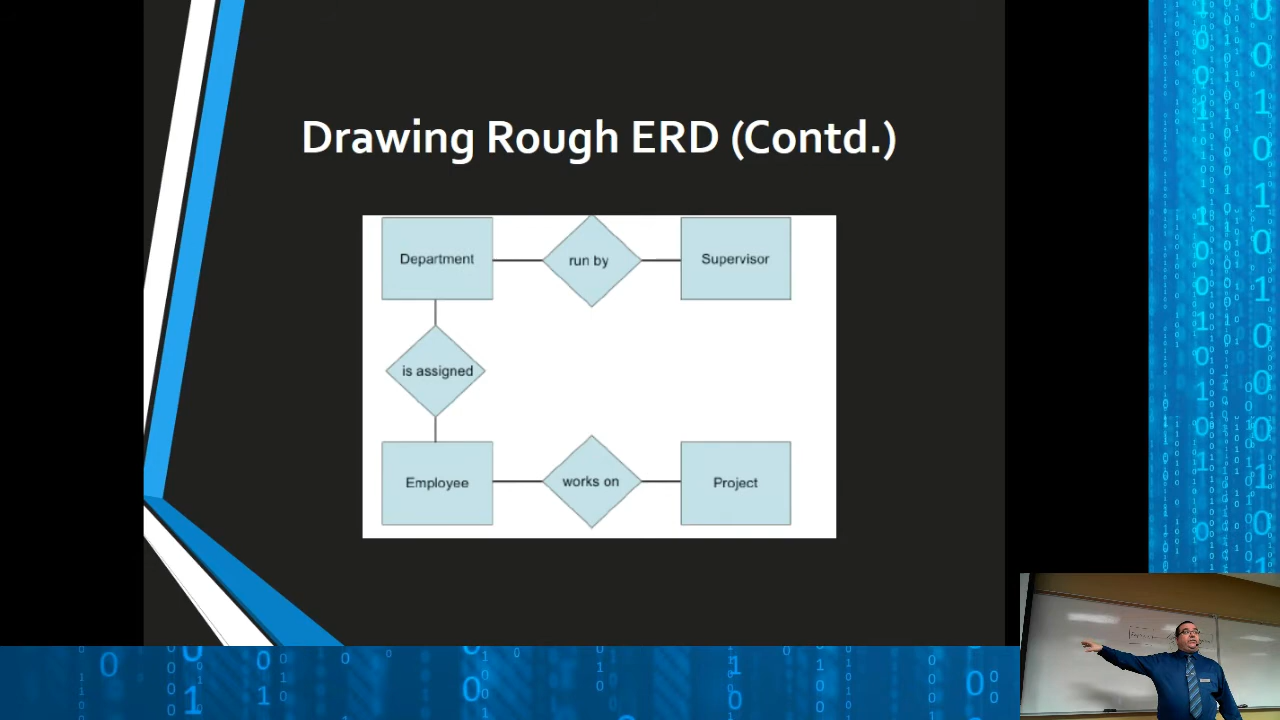 Drawing Rough ERD (Contd.)
Department
run by
Supervisor
is assigned
Employee
works on
Project